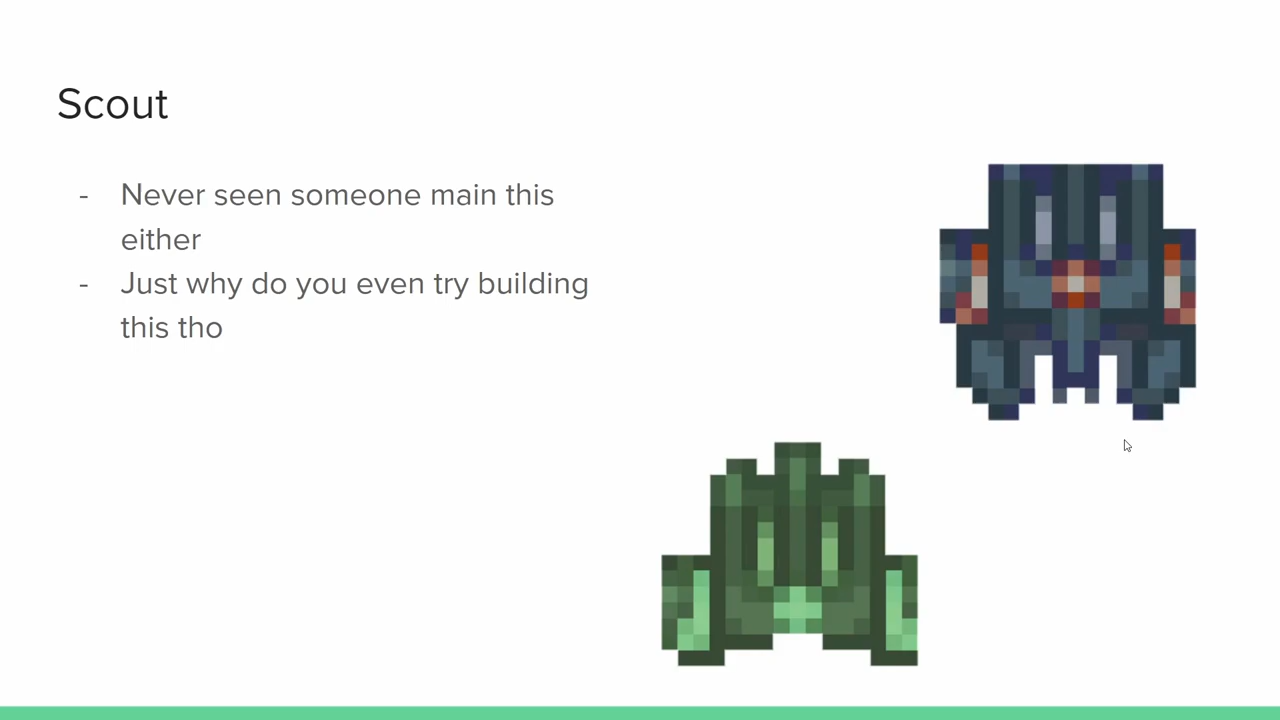 Scout
- Never seen someone main this
either
- Just why do you even try building
this tho